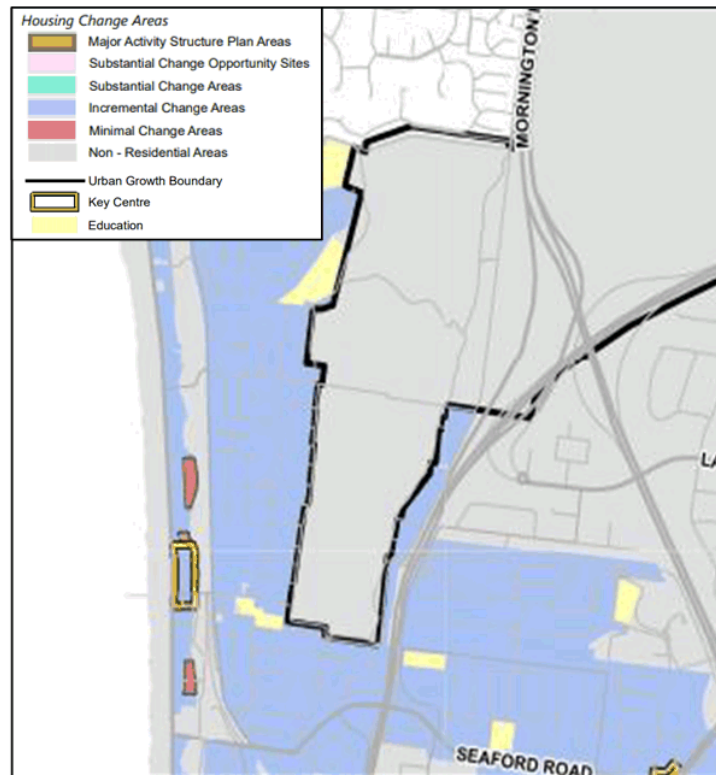 Housing Change Areas
Major Activity Structure Plan Areas
Substantial Change Opportunity Sites
Substantial Change Areas
Incremental Change Areas
Minimal Change Areas
Non - Residential Areas
Urban Growth Boundary
Key Centre
Education
MORNINGTON
LA
SEAFORD ROAD